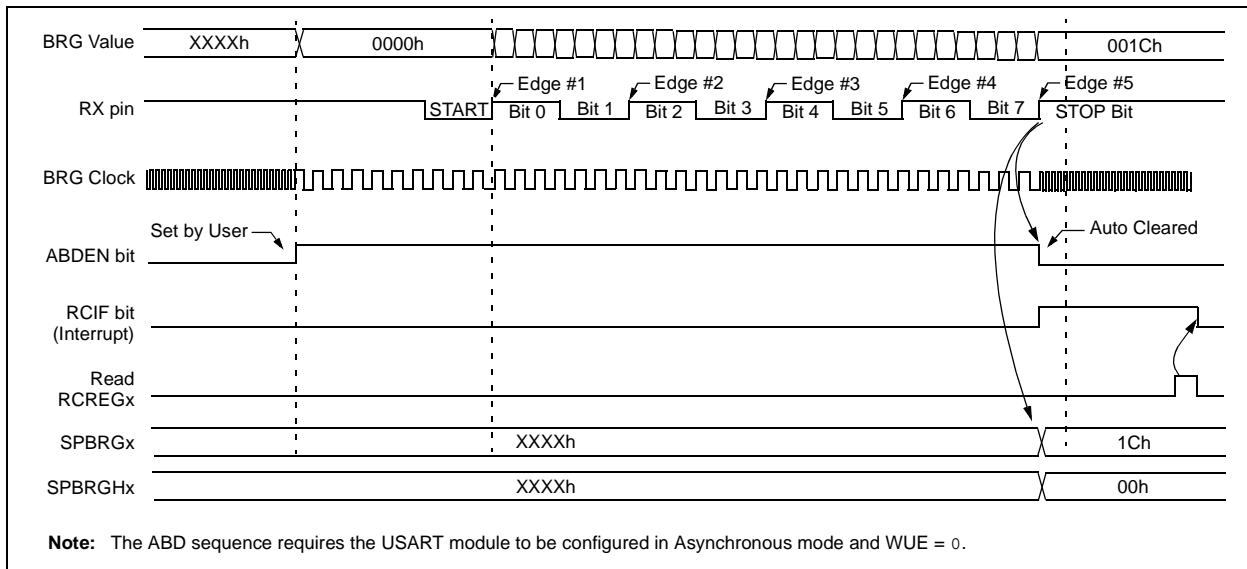 BRG Value XXXXh 0000h 001Ch
Edge #1 Edge #2 Edge #3 Edge #4 Edge #5
RX pin START Bit 0 Bit 1 Bit 2 Bit 3 Bit 4 Bit 5 Bit 6 Bit 7 STOP Bit
BRG Clock
Set by User Auto Cleared
ABDEN bit
RCIF bit
(Interrupt)
Read
RCREGx
SPBRGx XXXXh 1Ch
SPBRGHx XXXXh 00h
Note: The ABD sequence requires the USART module to be configured in Asynchronous mode and WUE = 0.